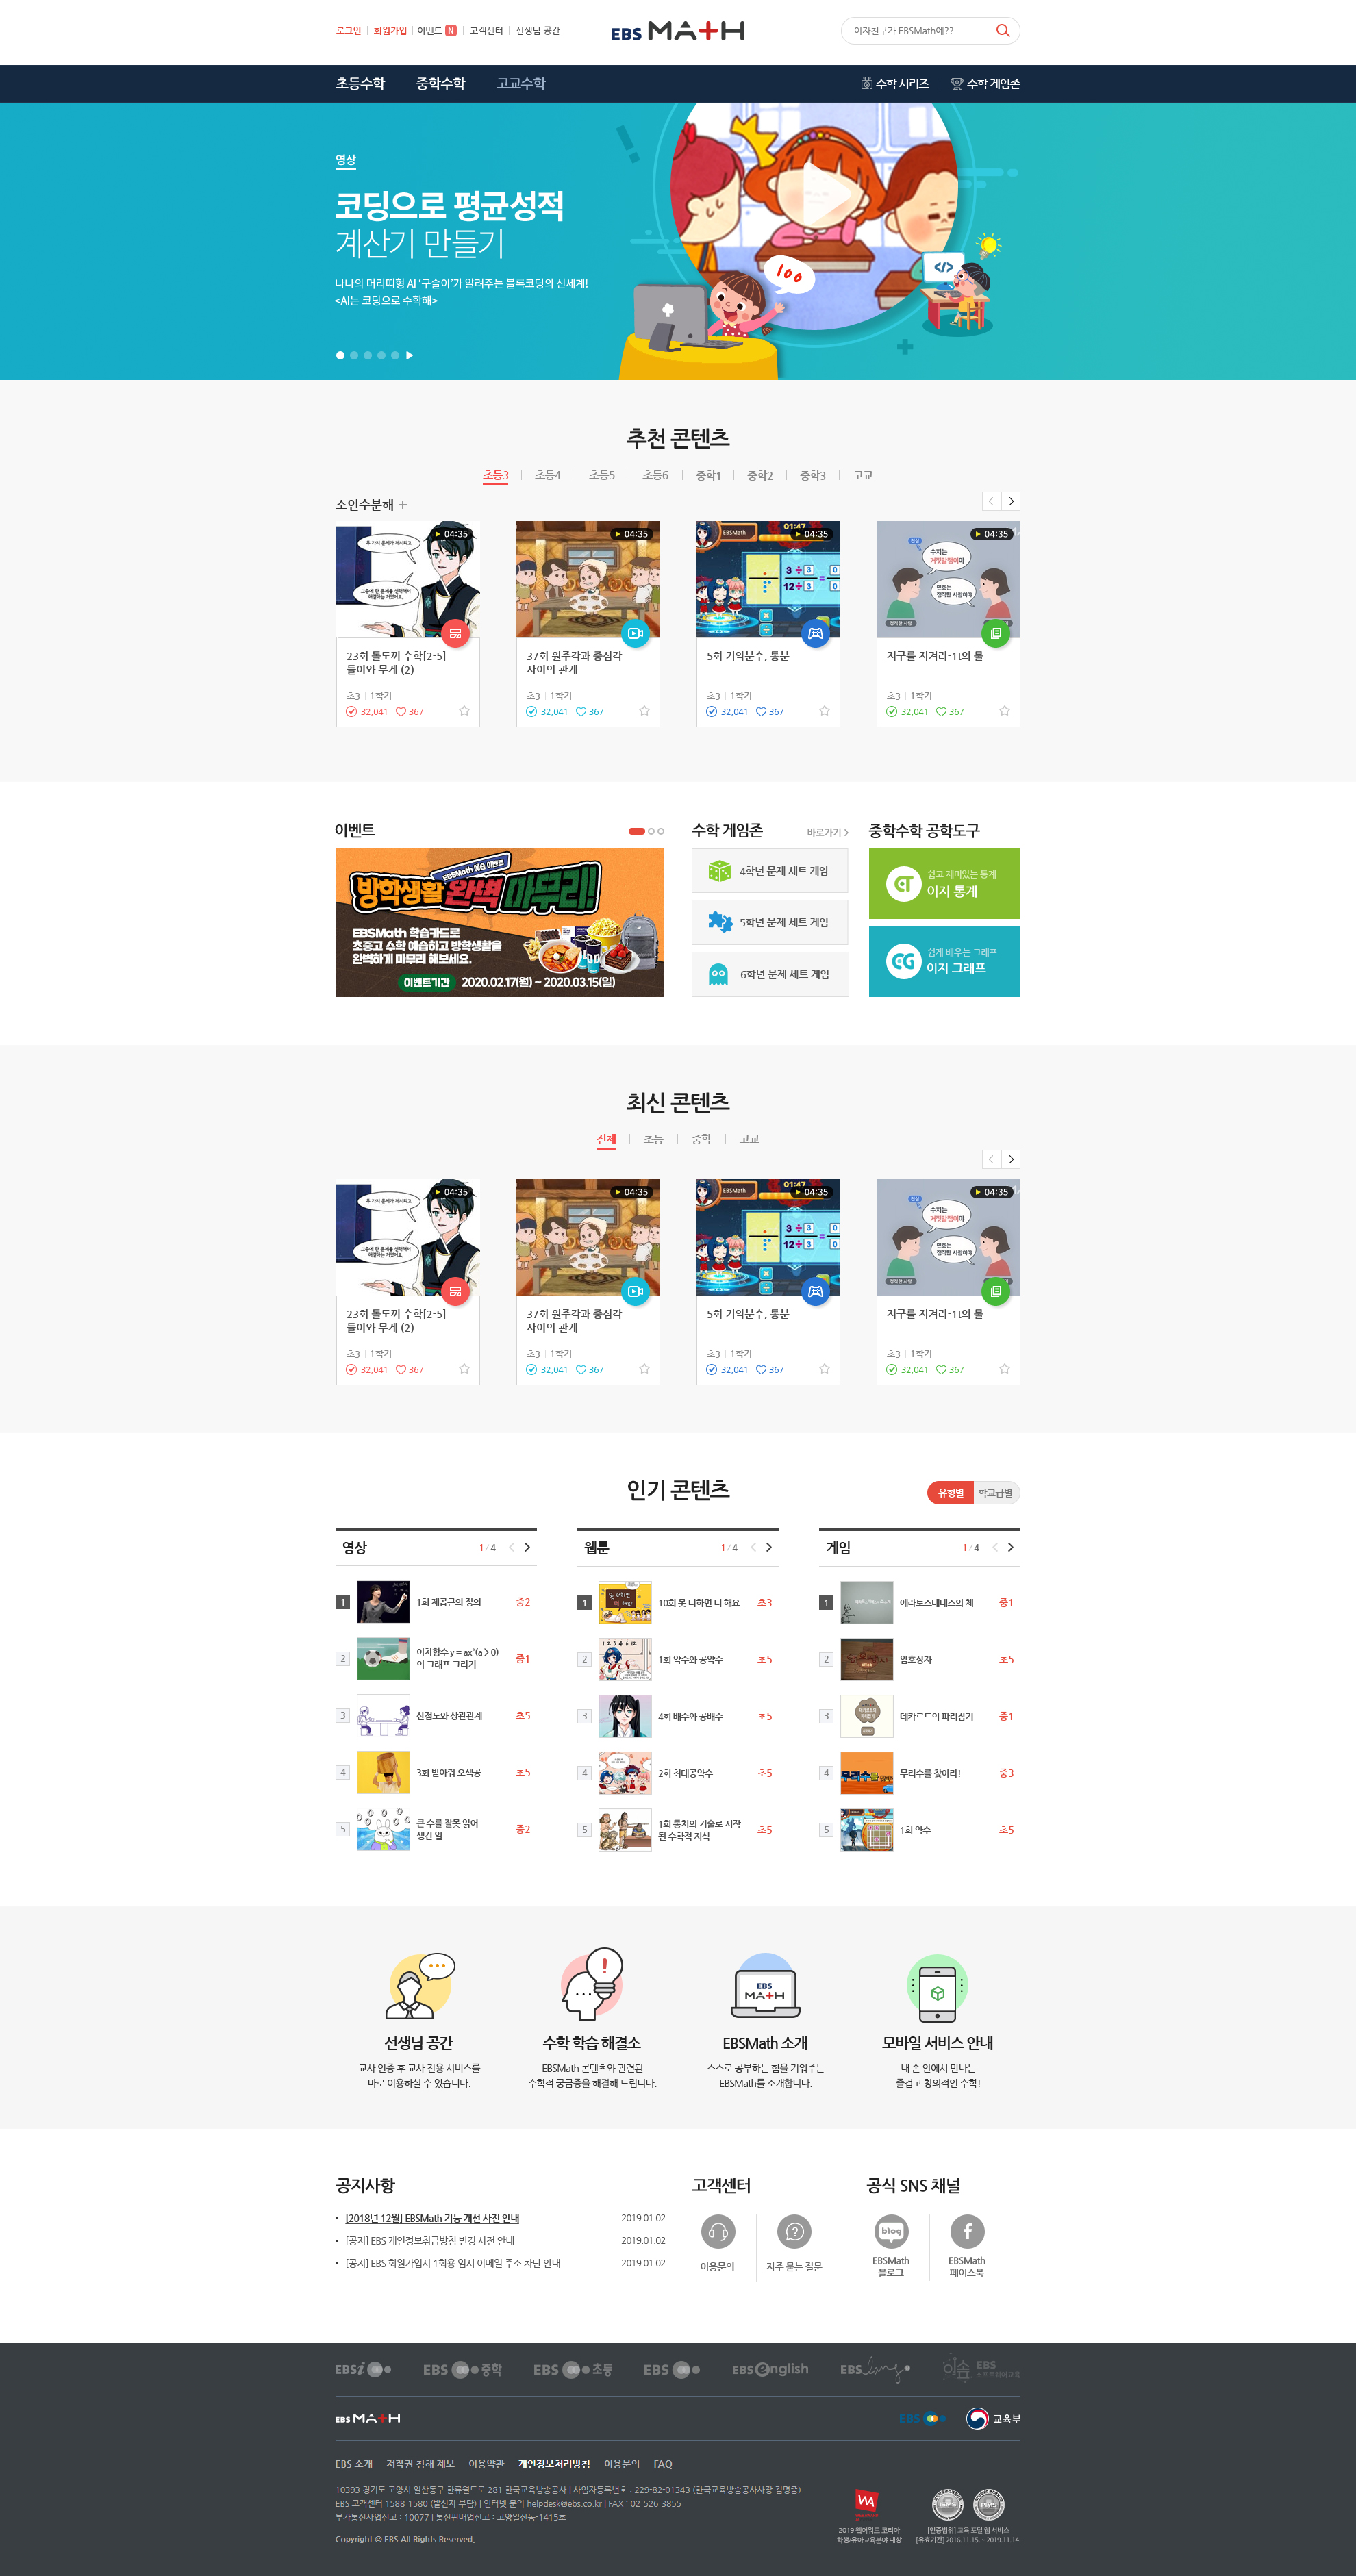 로그인 회원가입 이벤트 N 고객센터 선생님 공간
EBS MATH
여자친구가 EBSMath에??
초등수학 중학수학 고교수학
수학 시리즈 수학 게임존
영상
코딩으로 평균성적
계산기 만들기
나나의 머리띠형 AI '구슬이'가 알려주는 블록코딩의 신세계!
<AI는 코딩으로 수학해>
100
추천 콘텐츠
초등3 초등4 초등5 초등6 중학1 중학2 중학3 고교
소인수분해
04:35 04:35 04:35 04:35
23회 돌도끼 수학[2-5]
들이와 무게 (2)
초3 1학기
32,041 367
37회 원주각과 중심각
사이의 관계
초3 1학기
32,041 367
5회 기약분수, 통분
초3 1학기
32,041 367
지구를 지켜라-1t의 물
초3 1학기
32,041 367
이벤트
EBSMath 예습 이벤트
방학생활 완벽 마무리!
EBSMath 학습카드로
초중고 수학 예습하고 방학생활을
완벽하게 마무리 해보세요.
이벤트기간 2020.02.17(월) ~ 2020.03.15(일)
수학 게임존 바로가기
4학년 문제 세트 게임
5학년 문제 세트 게임
6학년 문제 세트 게임
중학수학 공학도구
쉽고 재미있는 통계
이지 통계
쉽게 배우는 그래프
이지 그래프
최신 콘텐츠
전체 초등 중학 고교
04:35 04:35 04:35 04:35
23회 돌도끼 수학[2-5]
들이와 무게 (2)
초3 1학기
32,041 367
37회 원주각과 중심각
사이의 관계
초3 1학기
32,041 367
5회 기약분수, 통분
초3 1학기
32,041 367
지구를 지켜라-1t의 물
초3 1학기
32,041 367
인기 콘텐츠
유형별 학교급별
영상 1 / 4
1 1회 제곱근의 정의 중2
2 이차함수 y = ax²(a > 0)
의 그래프 그리기 중1
3 산점도와 상관관계 초5
4 3회 받아줘 오색공 초5
5 큰 수를 잘못 읽어
생긴 일 중2
웹툰 1 / 4
1 10회 못 더하면 더 해요 초3
2 1회 약수와 공약수 초5
3 4회 배수와 공배수 초5
4 2회 최대공약수 초5
5 1회 통치의 기술로 시작
된 수학적 지식 초5
게임 1 / 4
1 에라토스테네스의 체 중1
2 암호상자 초5
3 데카르트의 파리잡기 중1
4 무리수를 찾아라! 중3
5 1회 약수 초5
선생님 공간
교사 인증 후 교사 전용 서비스를
바로 이용하실 수 있습니다.
수학 학습 해결소
EBSMath 콘텐츠와 관련된
수학적 궁금증을 해결해 드립니다.
EBS
MATH
EBSMath 소개
스스로 공부하는 힘을 키워주는
EBSMath를 소개합니다.
모바일 서비스 안내
내 손 안에서 만나는
즐겁고 창의적인 수학!
공지사항
[2018년 12월] EBSMath 기능 개선 사전 안내 2019.01.02
[공지] EBS 개인정보취급방침 변경 사전 안내 2019.01.02
[공지] EBS 회원가입시 1회용 임시 이메일 주소 차단 안내 2019.01.02
고객센터
이용문의
자주 묻는 질문
공식 SNS 채널
blog
EBSMath
블로그
EBSMath
페이스북
EBSi EBS 중학 EBS 초등 EBS EBS english EBS lang 이솝 EBS 소프트웨어교육
EBS MATH
EBS 교육부
EBS 소개 저작권 침해 제보 이용약관 개인정보처리방침 이용문의 FAQ
10393 경기도 고양시 일산동구 한류월드로 281 한국교육방송공사 | 사업자등록번호 : 229-82-01343 (한국교육방송공사사장 김명중)
EBS 고객센터 1588-1580 (발신자 부담) | 인터넷 문의 helpdesk@ebs.co.kr | FAX : 02-526-3855
부가통신사업신고 : 10077 | 통신판매업신고 : 고양일산동-1415호
Copyright © EBS All Rights Reserved.
2019 웹어워드 코리아
학생/유아교육분야 대상
[인증범위] 교육 포털 웹 서비스
[유효기간] 2016.11.15. ~ 2019.11.14.